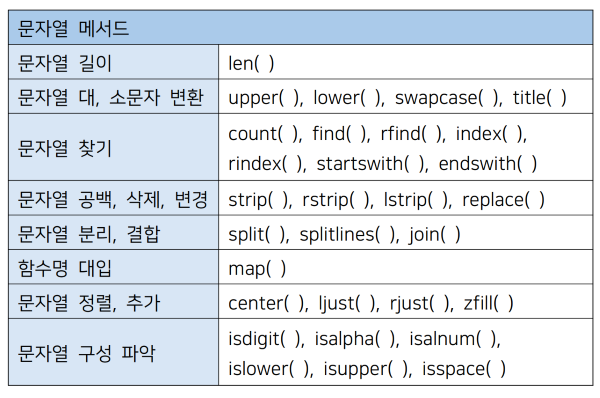 문자열 메서드
문자열 길이 len( )
문자열 대, 소문자 변환 upper( ), lower( ), swapcase( ), title( )
문자열 찾기 count( ), find( ), rfind( ), index( ),
rindex( ), startswith( ), endswith( )
문자열 공백, 삭제, 변경 strip( ), rstrip( ), lstrip( ), replace( )
문자열 분리, 결합 split( ), splitlines( ), join( )
함수명 대입 map( )
문자열 정렬, 추가 center( ), ljust( ), rjust( ), zfill( )
문자열 구성 파악 isdigit( ), isalpha( ), isalnum( ),
islower( ), isupper( ), isspace( )